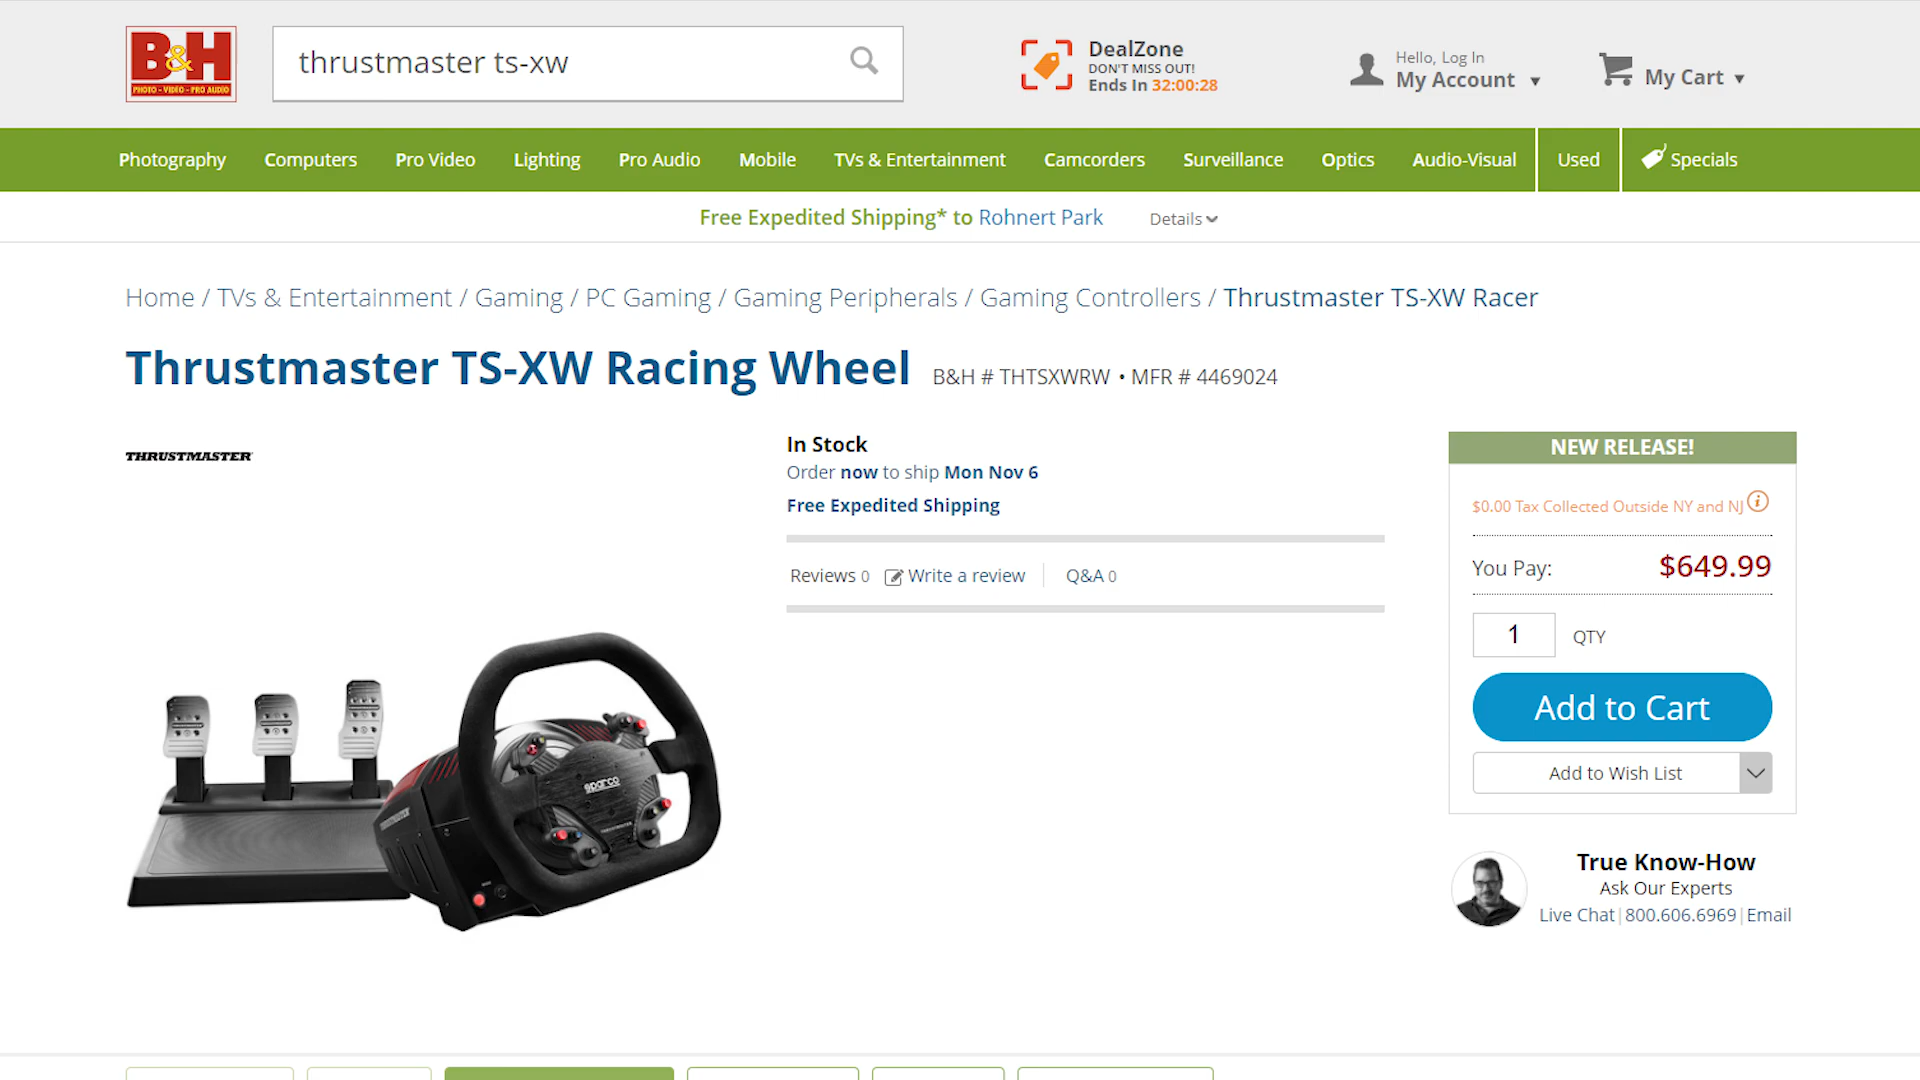 B&H
PHOTO - VIDEO - PRO AUDIO
thrustmaster ts-xw
DealZone
DON'T MISS OUT!
Ends In 32:00:28
Hello, Log In
My Account ▼
My Cart ▼
Photography Computers Pro Video Lighting Pro Audio Mobile TVs & Entertainment Camcorders Surveillance Optics Audio-Visual Used Specials
Free Expedited Shipping* to Rohnert Park Details
Home / TVs & Entertainment / Gaming / PC Gaming / Gaming Peripherals / Gaming Controllers / Thrustmaster TS-XW Racer
Thrustmaster TS-XW Racing Wheel B&H # THTSXWRW • MFR # 4469024
THRUSTMASTER
In Stock
Order now to ship Mon Nov 6
Free Expedited Shipping
Reviews 0 Write a review Q&A 0
sparco
THRUSTMASTER
NEW RELEASE!
$0.00 Tax Collected Outside NY and NJ i
You Pay: $649.99
1 QTY
Add to Cart
Add to Wish List
True Know-How
Ask Our Experts
Live Chat | 800.606.6969 | Email